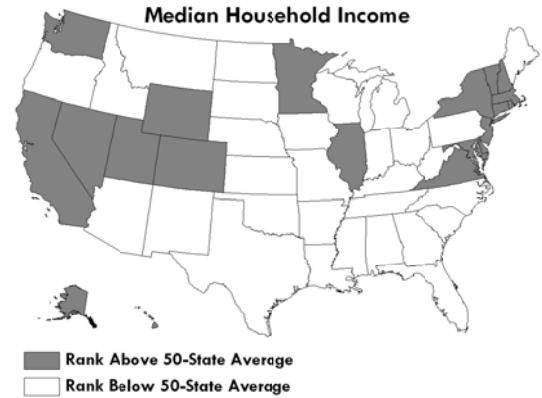 Median Household Income
Rank Above 50-State Average
Rank Below 50-State Average